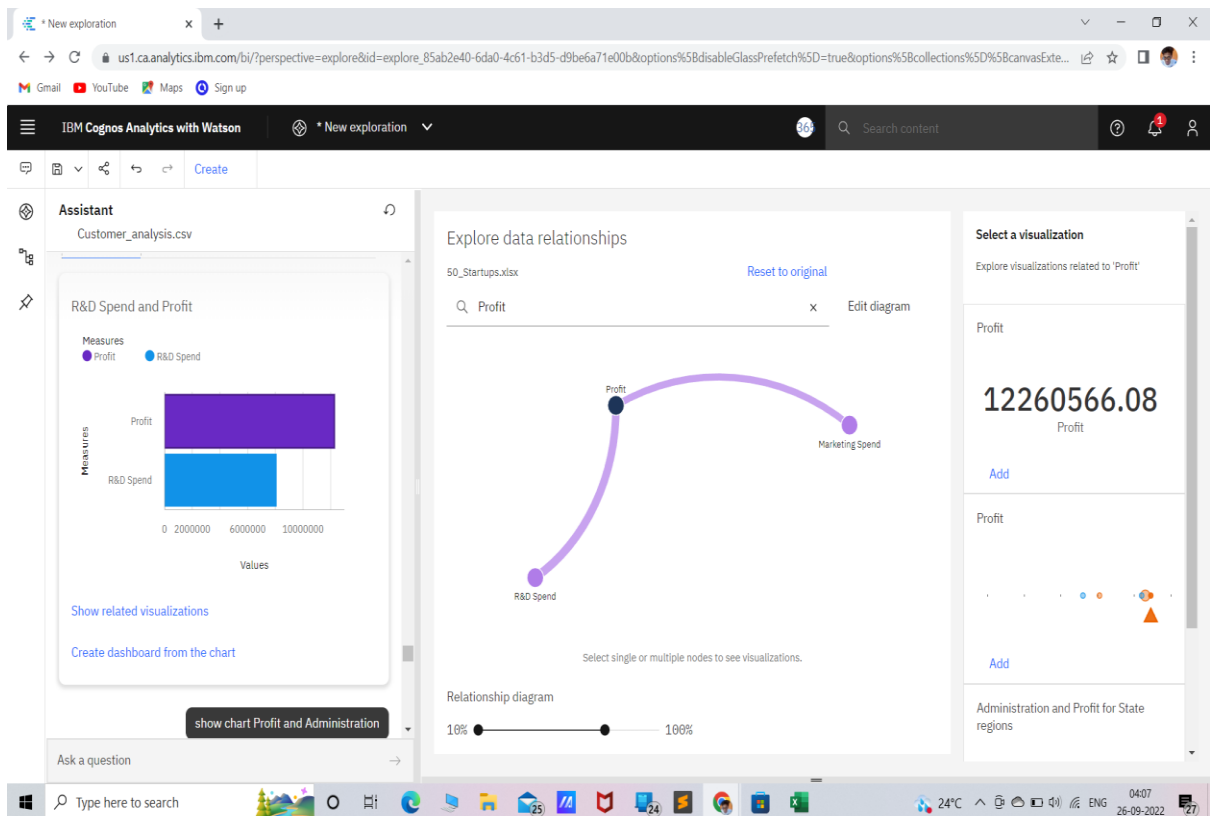 * New exploration
us1.ca.analytics.ibm.com/bi/?perspective=explore&id=explore_85ab2e40-6da0-4c61-b3d5-d9be6a71e00b&options%5BdisableGlassPrefetch%5D=true&options%5Bcollections%5D%5BcanvasExte...
Gmail YouTube Maps Sign up
IBM Cognos Analytics with Watson * New exploration Search content 1
Create
Assistant
Customer_analysis.csv
R&D Spend and Profit
Measures
Profit R&D Spend
Measures
Profit
R&D Spend
0 2000000 6000000 10000000
Values
Show related visualizations
Create dashboard from the chart
show chart Profit and Administration
Ask a question
Explore data relationships
50_Startups.xlsx Reset to original
Profit x Edit diagram
Profit
Marketing Spend
R&D Spend
Select single or multiple nodes to see visualizations.
Relationship diagram
10% 100%
Select a visualization
Explore visualizations related to 'Profit'
Profit
12260566.08
Profit
Add
Profit
Add
Administration and Profit for State
regions
Type here to search 25 24 24°C ENG 04:07
26-09-2022 27